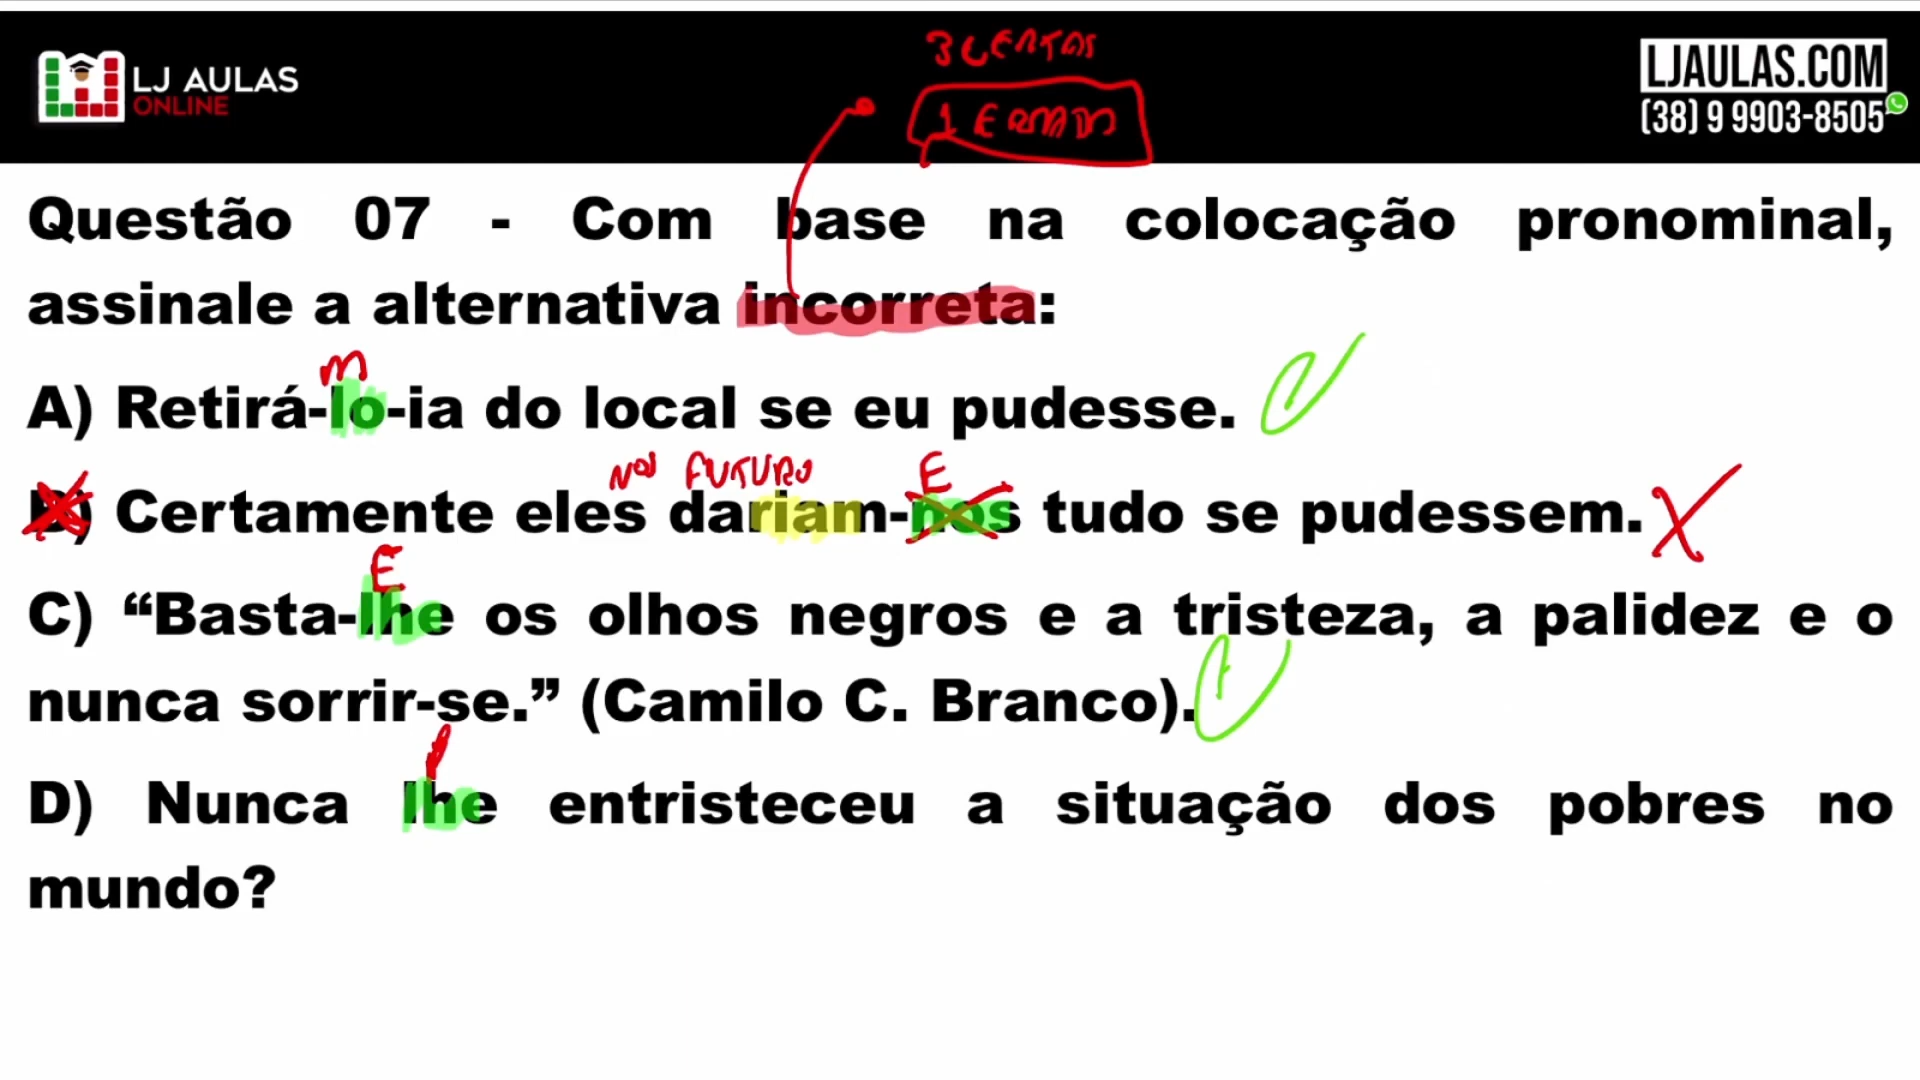 LJ AULAS
ONLINE
3 CERTAS
1 ERRADA
LJAULAS.COM
(38) 9 9903-8505
Questão 07 - Com base na colocação pronominal,
assinale a alternativa incorreta:
M
A) Retirá-lo-ia do local se eu pudesse.
NOS FUTURO E
B) Certamente eles dariam-nos tudo se pudessem.
E
C) “Basta-lhe os olhos negros e a tristeza, a palidez e o
nunca sorrir-se.” (Camilo C. Branco).
P
D) Nunca lhe entristeceu a situação dos pobres no
mundo?